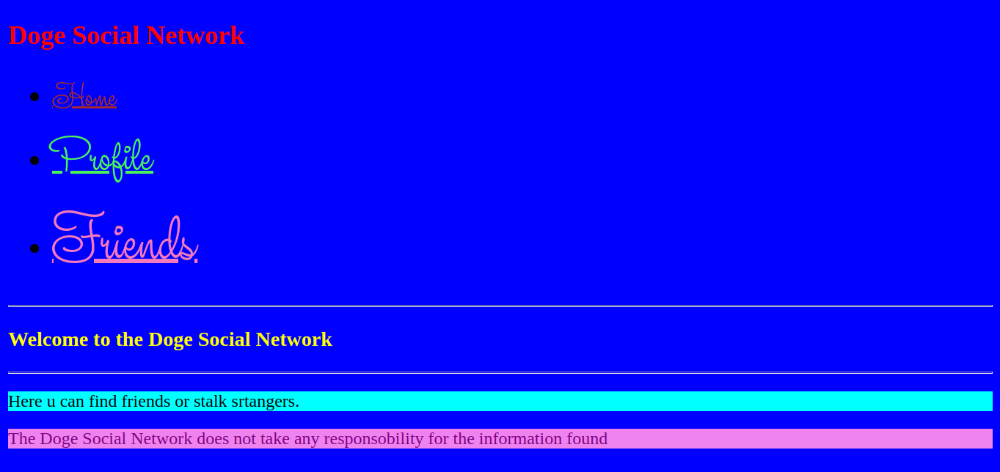 Doge Social Network
Home
Profile
Friends
Welcome to the Doge Social Network
Here u can find friends or stalk srtangers.
The Doge Social Network does not take any responsobility for the information found